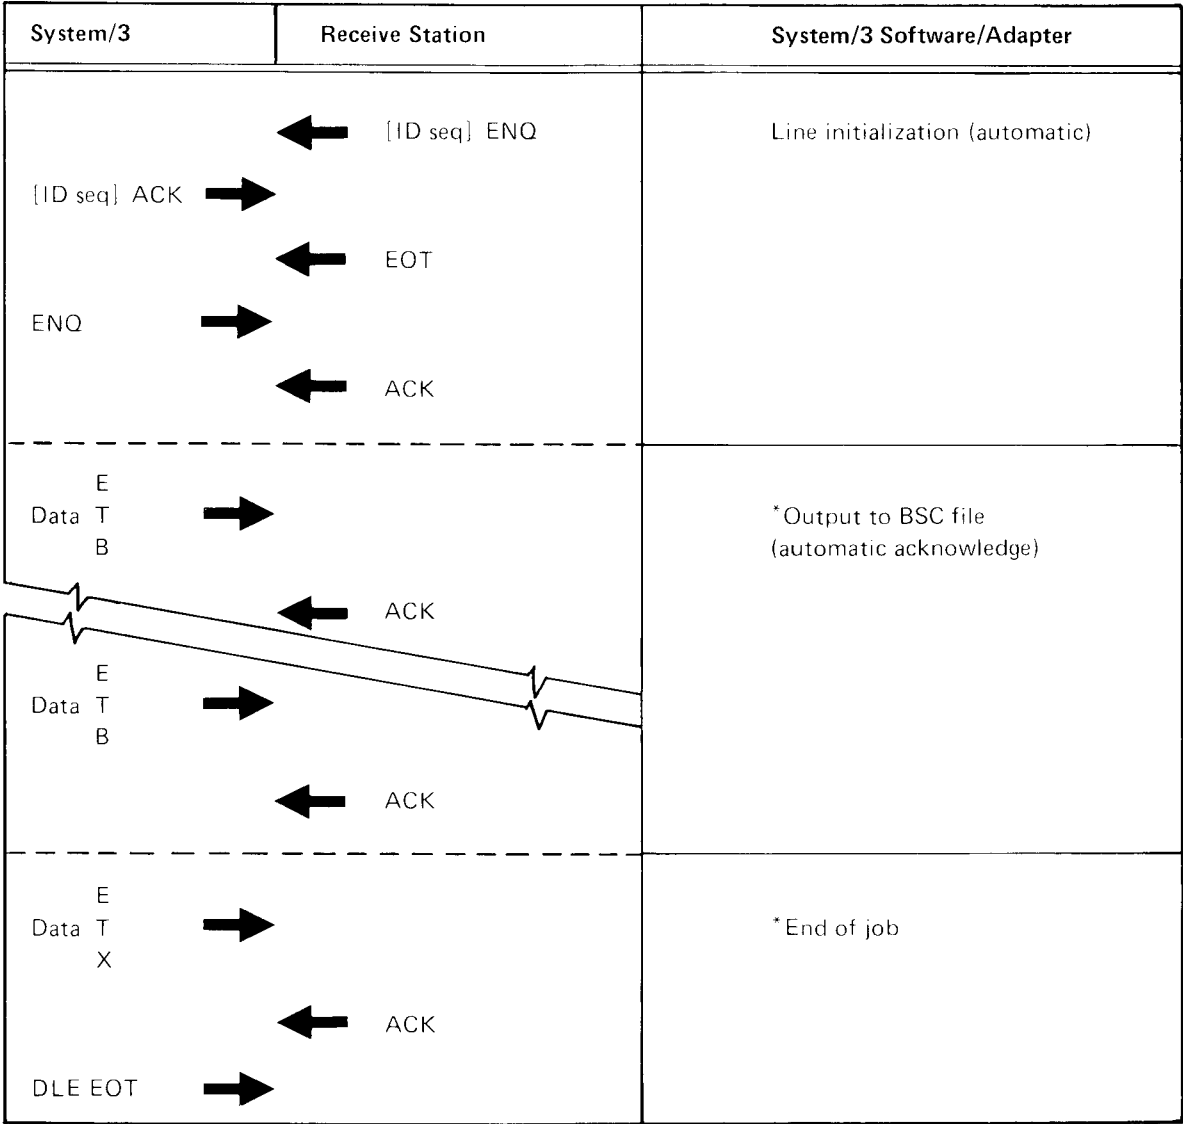 System/3
Receive Station
System/3 Software/Adapter
[ID seq] ENQ
Line initialization (automatic)
[ID seq] ACK
EOT
ENQ
ACK
E
Data T
B
*Output to BSC file
(automatic acknowledge)
ACK
E
Data T
B
ACK
E
Data T
X
*End of job
ACK
DLE EOT